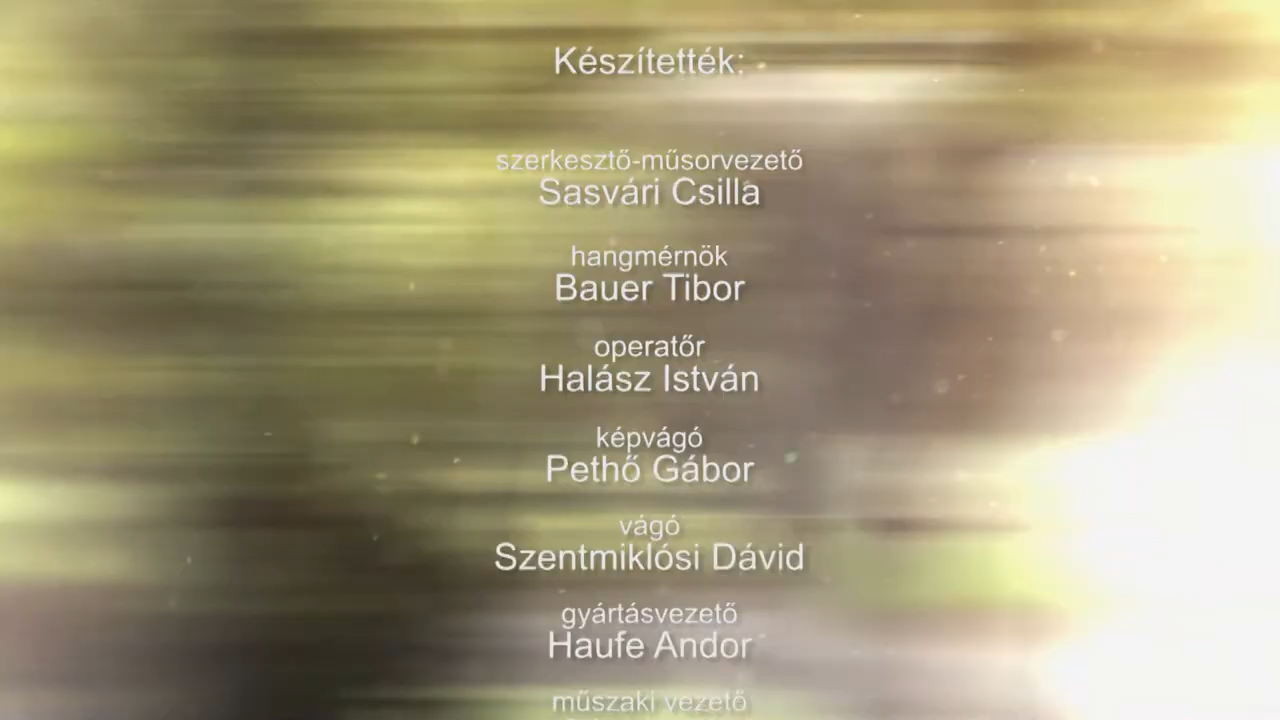 Készítették:
szerkesztő-műsorvezető
Sasvári Csilla
hangmérnök
Bauer Tibor
operatőr
Halász István
képvágó
Pethő Gábor
vágó
Szentmiklósi Dávid
gyártásvezető
Haufe Andor
műszaki vezető